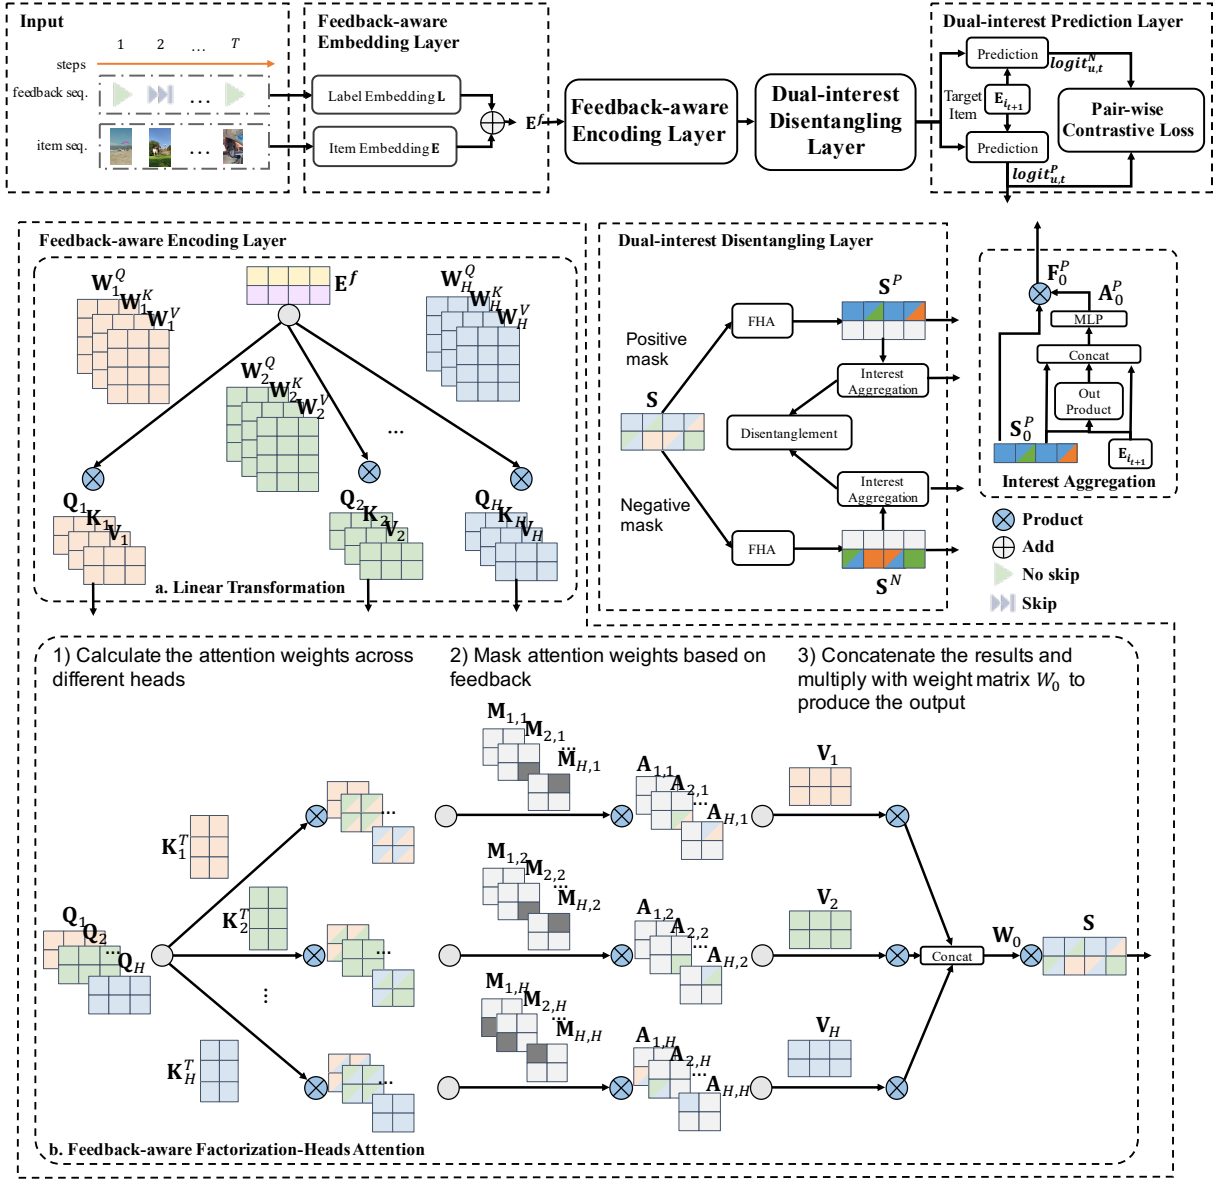 Input
1 2 ... T
steps
feedback seq.
...
item seq.
...
Feedback-aware
Embedding Layer
Label Embedding L
Item Embedding E
E^f
Feedback-aware
Encoding Layer
Dual-interest
Disentangling
Layer
Dual-interest Prediction Layer
Prediction
logit^N_{u,t}
Target
Item
E_{i_{t+1}}
Pair-wise
Contrastive Loss
Prediction
logit^P_{u,t}
Feedback-aware Encoding Layer
W_1^Q
W_1^K
W_1^V
E^f
W_H^Q
W_H^K
W_H^V
W_2^Q
W_2^K
W_2^V
...
Q_1
K_1
V_1
Q_2
K_2
V_2
Q_H
K_H
V_H
a. Linear Transformation
Dual-interest Disentangling Layer
S^P
FHA
Positive
mask
Interest
Aggregation
S
Disentanglement
Interest
Aggregation
Negative
mask
FHA
S^N
F_0^P
A_0^P
MLP
Concat
Out
Product
S_0^P
E_{i_{t+1}}
Interest Aggregation
Product
Add
No skip
Skip
1) Calculate the attention weights across
different heads
2) Mask attention weights based on
feedback
3) Concatenate the results and
multiply with weight matrix W_0 to
produce the output
K_1^T
...
M_{1,1}
M_{2,1}
...
M_{H,1}
A_{1,1}
A_{2,1}
...
A_{H,1}
V_1
Q_1
Q_2
...
Q_H
K_2^T
...
M_{1,2}
M_{2,2}
...
M_{H,2}
A_{1,2}
A_{2,2}
...
A_{H,2}
V_2
Concat
W_0
S
⋮
K_H^T
...
M_{1,H}
M_{2,H}
...
M_{H,H}
A_{1,H}
A_{2,H}
...
A_{H,H}
V_H
b. Feedback-aware Factorization-Heads Attention